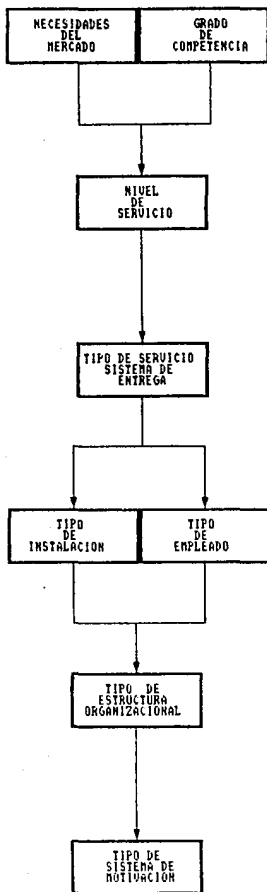 NECESIDADES
DEL
MERCADO
GRADO
DE
COMPETENCIA
NIVEL
DE
SERVICIO
TIPO DE SERVICIO
SISTEMA DE
ENTREGA
TIPO
DE
INSTALACION
TIPO
DE
EMPLEADO
TIPO DE
ESTRUCTURA
ORGANIZACIONAL
TIPO DE
SISTEMA DE
MOTIVACION